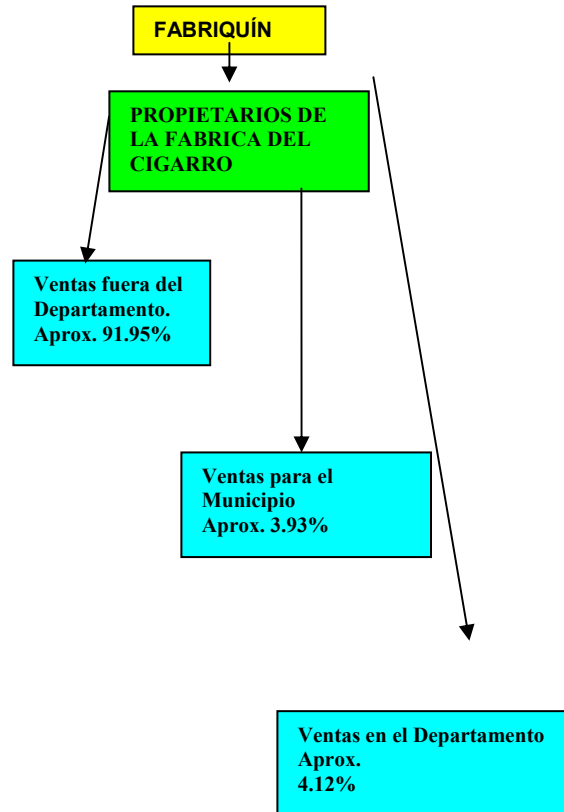 FABRIQUÍN
PROPIETARIOS DE
LA FABRICA DEL
CIGARRO
Ventas fuera del
Departamento.
Aprox. 91.95%
Ventas para el
Municipio
Aprox. 3.93%
Ventas en el Departamento
Aprox.
4.12%